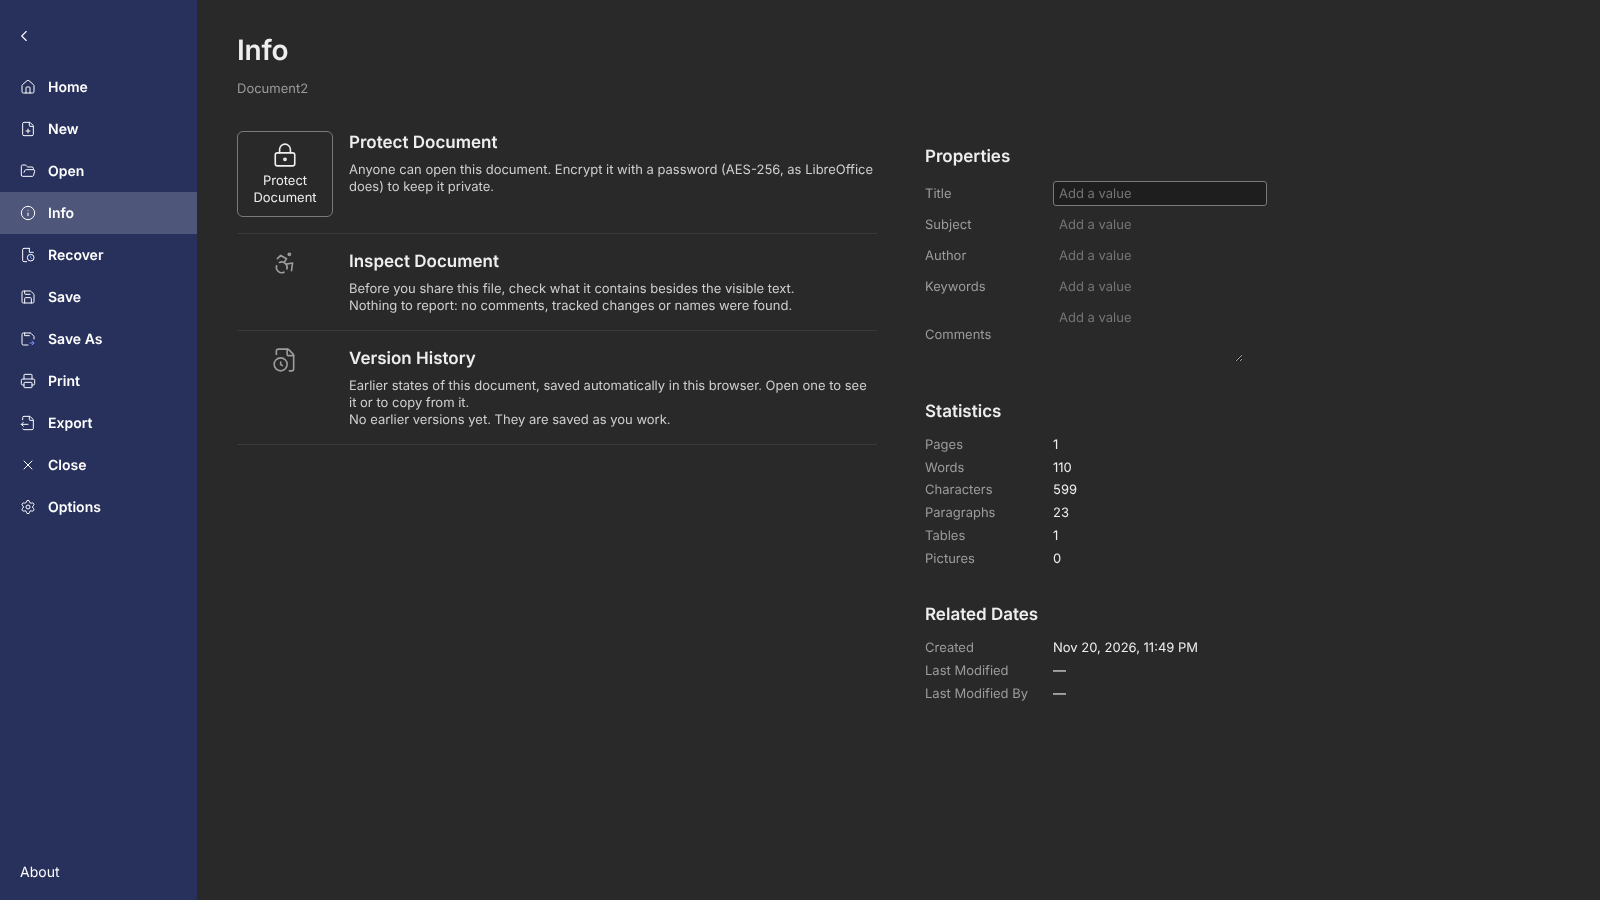 Home
New
Open
Info
Recover
Save
Save As
Print
Export
Close
Options
About
Info
Document2
Protect
Document
Protect Document
Anyone can open this document. Encrypt it with a password (AES-256, as LibreOffice
does) to keep it private.
Inspect Document
Before you share this file, check what it contains besides the visible text.
Nothing to report: no comments, tracked changes or names were found.
Version History
Earlier states of this document, saved automatically in this browser. Open one to see
it or to copy from it.
No earlier versions yet. They are saved as you work.
Properties
Title Add a value
Subject Add a value
Author Add a value
Keywords Add a value
Comments Add a value
Statistics
Pages 1
Words 110
Characters 599
Paragraphs 23
Tables 1
Pictures 0
Related Dates
Created Nov 20, 2026, 11:49 PM
Last Modified —
Last Modified By —